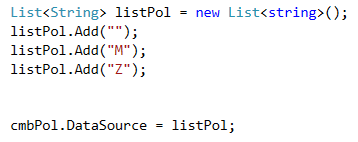 List<String> listPol = new List<string>();
listPol.Add("");
listPol.Add("M");
listPol.Add("Z");
cmbPol.DataSource = listPol;